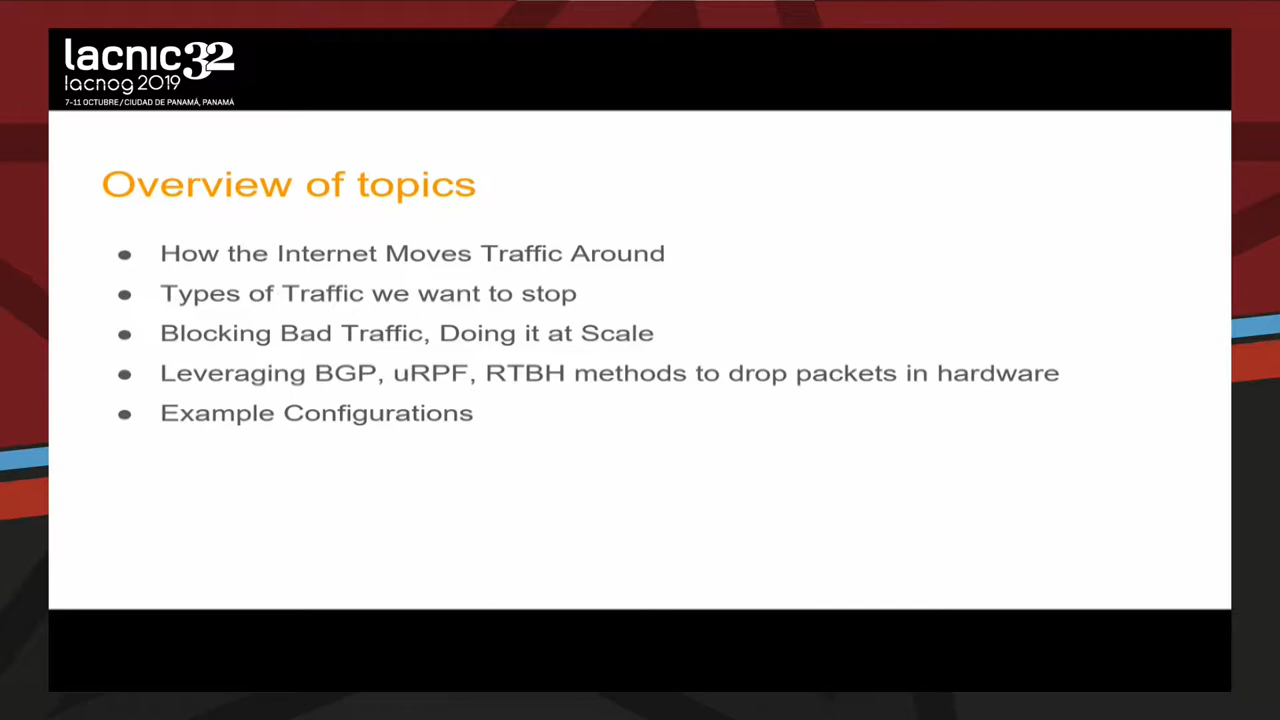 lacnic32
lacnog 2019
7-11 OCTUBRE / CIUDAD DE PANAMÁ, PANAMÁ
Overview of topics
● How the Internet Moves Traffic Around
● Types of Traffic we want to stop
● Blocking Bad Traffic, Doing it at Scale
● Leveraging BGP, uRPF, RTBH methods to drop packets in hardware
● Example Configurations